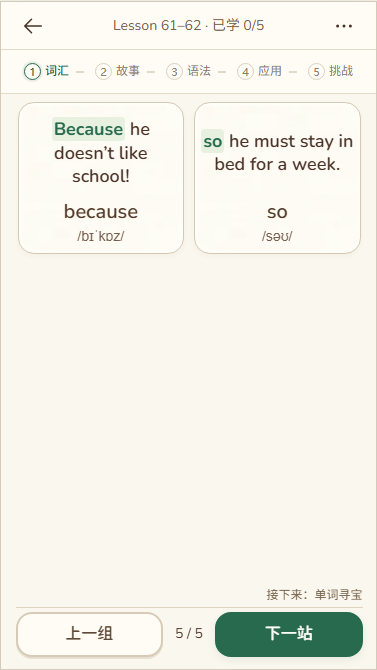 Lesson 61–62 · 已学 0/5
1 词汇 – 2 故事 – 3 语法 – 4 应用 – 5 挑战
Because he
doesn’t like
school!
because
/bɪˈkɒz/
so he must stay in
bed for a week.
so
/səʊ/
接下来：单词寻宝
上一组
5 / 5
下一站